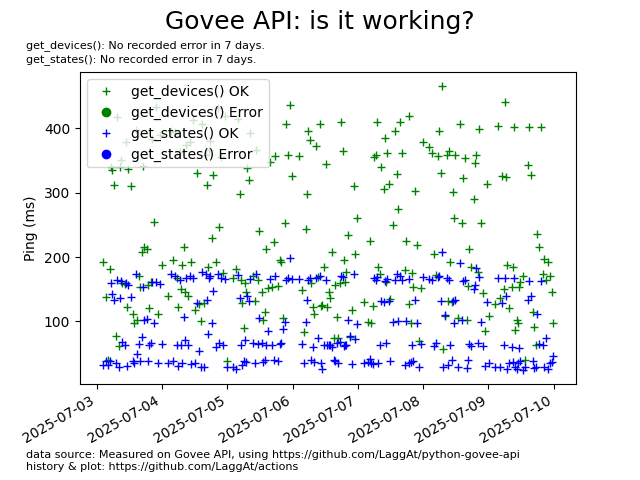 Govee API: is it working?
get_devices(): No recorded error in 7 days.
get_states(): No recorded error in 7 days.
get_devices() OK
get_devices() Error
get_states() OK
get_states() Error
Ping (ms)
400
300
200
100
2025-07-03
2025-07-04
2025-07-05
2025-07-06
2025-07-07
2025-07-08
2025-07-09
2025-07-10
data source: Measured on Govee API, using https://github.com/LaggAt/python-govee-api
history & plot: https://github.com/LaggAt/actions